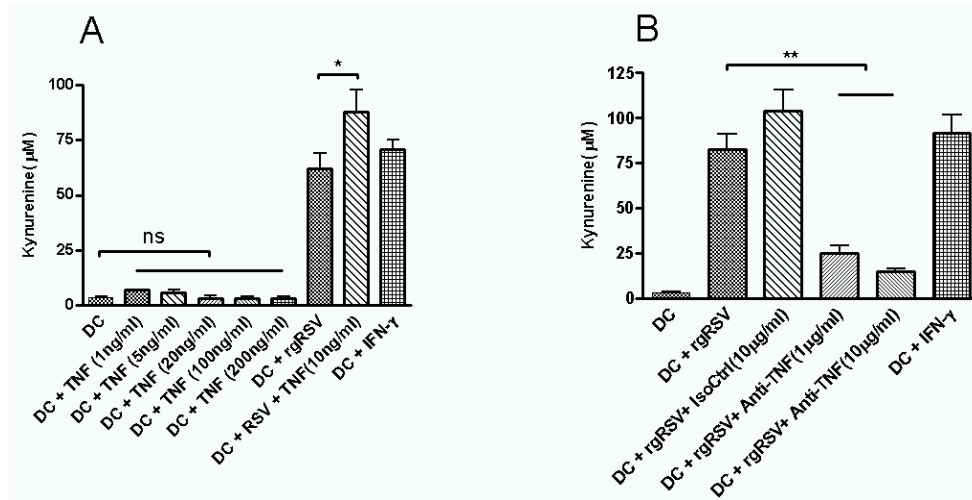 A
Kynurenine( µM)
100
75
50
25
0
*
ns
DC
DC + TNF (1ng/ml)
DC + TNF (5ng/ml)
DC + TNF (20ng/ml)
DC + TNF (100ng/ml)
DC + TNF (200ng/ml)
DC + rgRSV
DC + RSV + TNF(10ng/ml)
DC + IFN-γ
B
Kynurenine( µM)
125
100
75
50
25
0
**
DC
DC + rgRSV
DC + rgRSV+ IsoCtrl(10µg/ml)
DC + rgRSV+ Anti-TNF(1µg/ml)
DC + rgRSV+ Anti-TNF(10µg/ml)
DC + IFN-γ